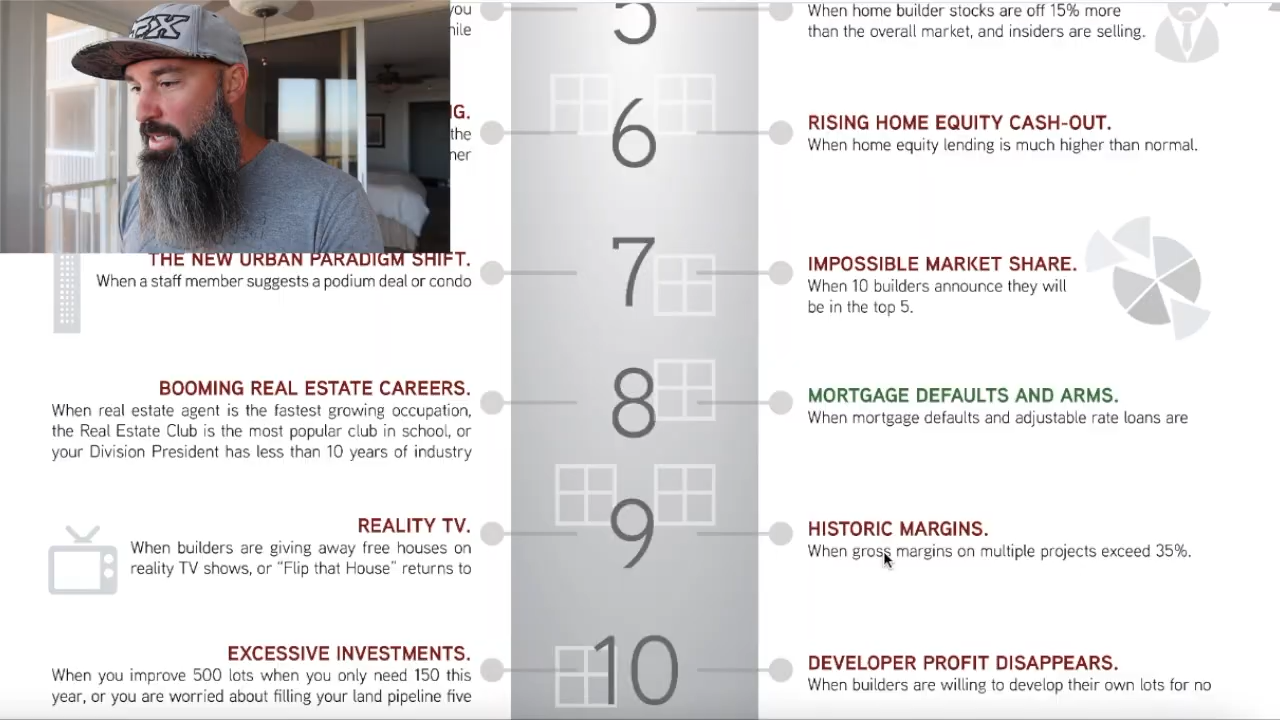 you
hile
5
When home builder stocks are off 15% more
than the overall market, and insiders are selling.
G.
the
ner
6
RISING HOME EQUITY CASH-OUT.
When home equity lending is much higher than normal.
THE NEW URBAN PARADIGM SHIFT.
When a staff member suggests a podium deal or condo
7
IMPOSSIBLE MARKET SHARE.
When 10 builders announce they will
be in the top 5.
BOOMING REAL ESTATE CAREERS.
When real estate agent is the fastest growing occupation,
the Real Estate Club is the most popular club in school, or
your Division President has less than 10 years of industry
8
MORTGAGE DEFAULTS AND ARMS.
When mortgage defaults and adjustable rate loans are
REALITY TV.
When builders are giving away free houses on
reality TV shows, or “Flip that House” returns to
9
HISTORIC MARGINS.
When gross margins on multiple projects exceed 35%.
EXCESSIVE INVESTMENTS.
When you improve 500 lots when you only need 150 this
year, or you are worried about filling your land pipeline five
10
DEVELOPER PROFIT DISAPPEARS.
When builders are willing to develop their own lots for no